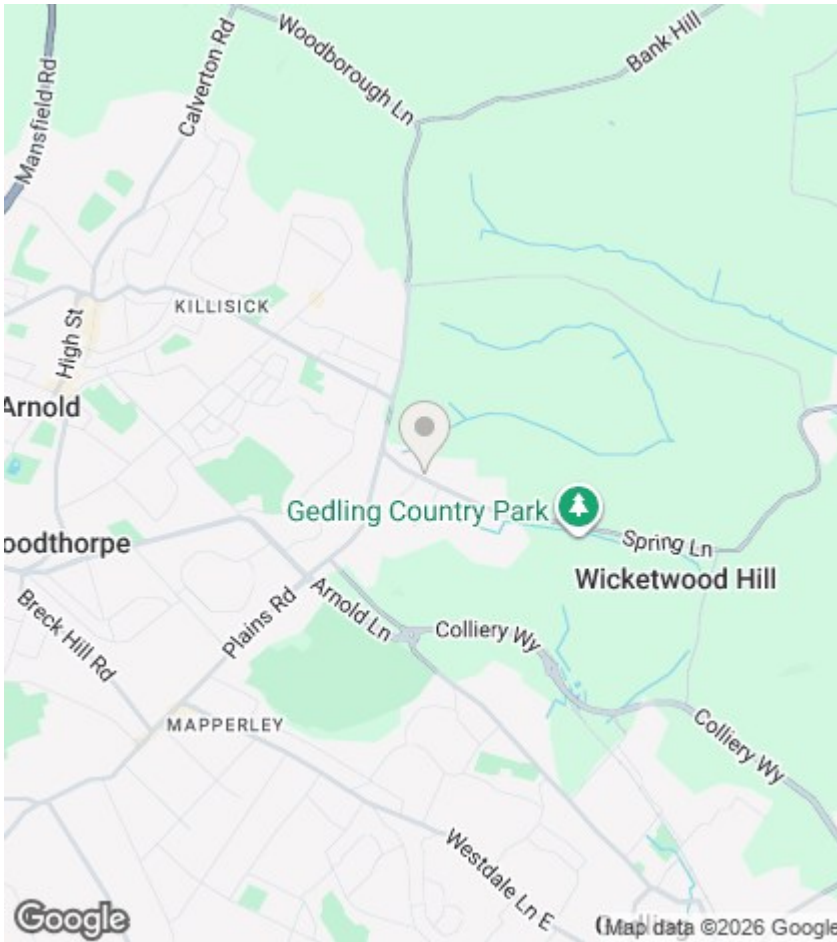 Woodborough Ln
Bank Hill
Calverton Rd
Mansfield Rd
KILLISICK
High St
Arnold
Gedling Country Park
oodthorpe
Spring Ln
Wicketwood Hill
Plains Rd
Arnold Ln
Breck Hill Rd
Colliery Wy
MAPPERLEY
Colliery Wy
Westdale Ln E
Google
Map data ©2026 Google